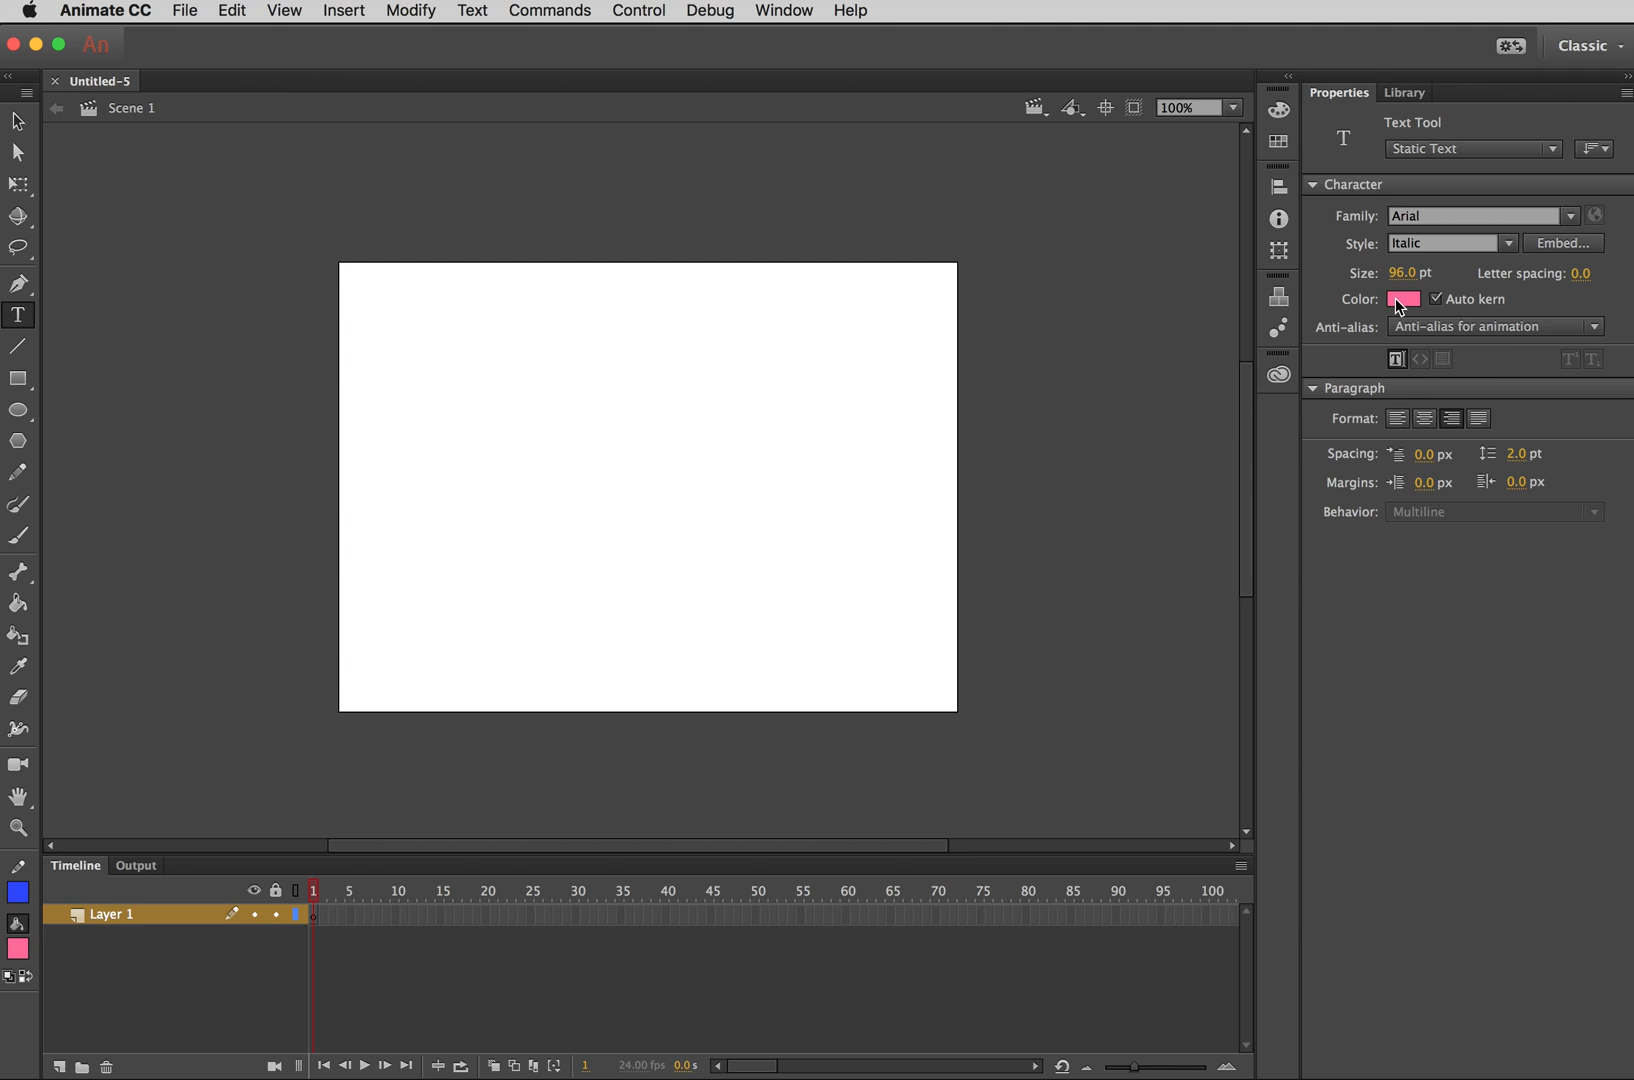 Animate CC File Edit View Insert Modify Text Commands Control Debug Window Help
An Classic
Untitled-5
Scene 1 100%
Properties Library
Text Tool
T Static Text
Character
Family: Arial
Style: Italic Embed...
Size: 96.0 pt Letter spacing: 0.0
Color: Auto kern
Anti-alias: Anti-alias for animation
Paragraph
Format:
Spacing: 0.0 px 2.0 pt
Margins: 0.0 px 0.0 px
Behavior: Multiline
Timeline Output
1 5 10 15 20 25 30 35 40 45 50 55 60 65 70 75 80 85 90 95 100
Layer 1
1 24.00 fps 0.0 s